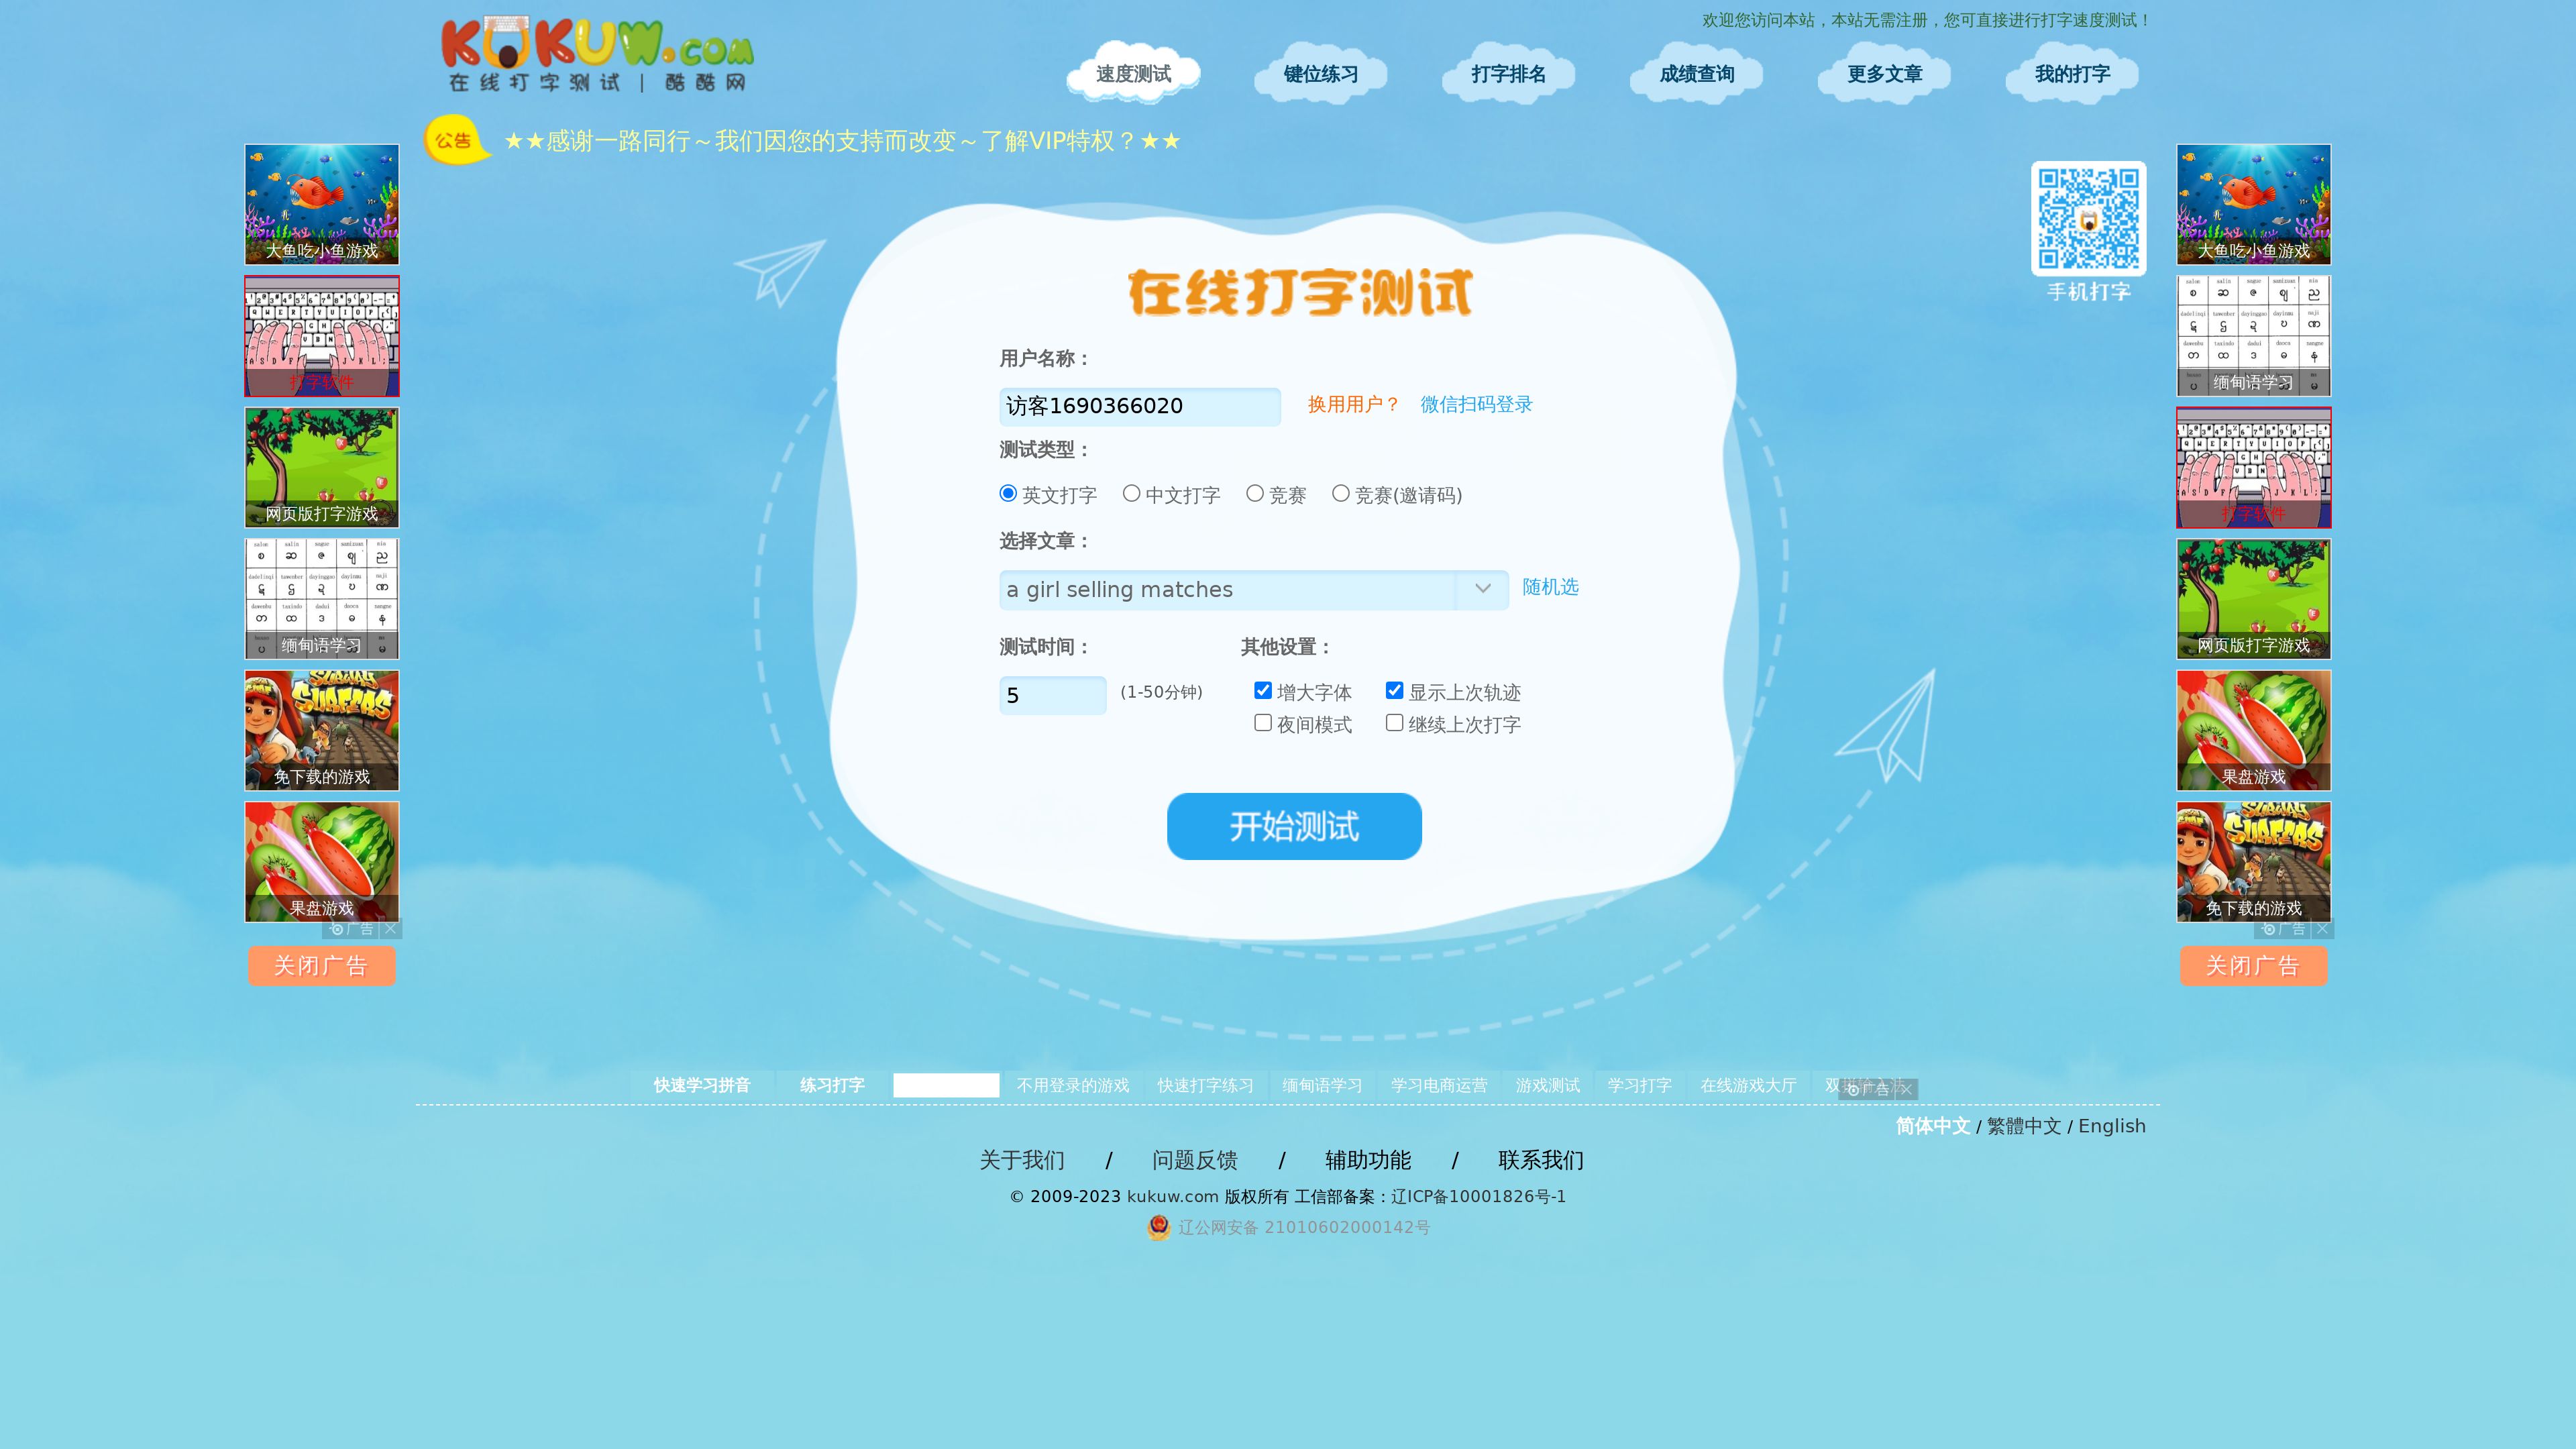 欢迎您访问本站，本站无需注册，您可直接进行打字速度测试！
KUKUW.com
在线打字测试 | 酷酷网
速度测试
键位练习
打字排名
成绩查询
更多文章
我的打字
公告
★★感谢一路同行～我们因您的支持而改变～了解VIP特权？★★
大鱼吃小鱼游戏
打字软件
网页版打字游戏
缅甸语学习
免下载的游戏
果盘游戏
广告
关闭广告
手机打字
大鱼吃小鱼游戏
缅甸语学习
打字软件
网页版打字游戏
果盘游戏
免下载的游戏
广告
关闭广告
在线打字测试
用户名称：
访客1690366020 换用用户？ 微信扫码登录
测试类型：
英文打字 中文打字 竞赛 竞赛(邀请码)
选择文章：
a girl selling matches 随机选
测试时间： 其他设置：
5 (1-50分钟) 增大字体 显示上次轨迹
夜间模式 继续上次打字
开始测试
快速学习拼音 练习打字 不用登录的游戏 快速打字练习 缅甸语学习 学习电商运营 游戏测试 学习打字 在线游戏大厅 双
广告
简体中文 / 繁體中文 / English
关于我们 / 问题反馈 / 辅助功能 / 联系我们
© 2009-2023 kukuw.com 版权所有 工信部备案：辽ICP备10001826号-1
辽公网安备 21010602000142号